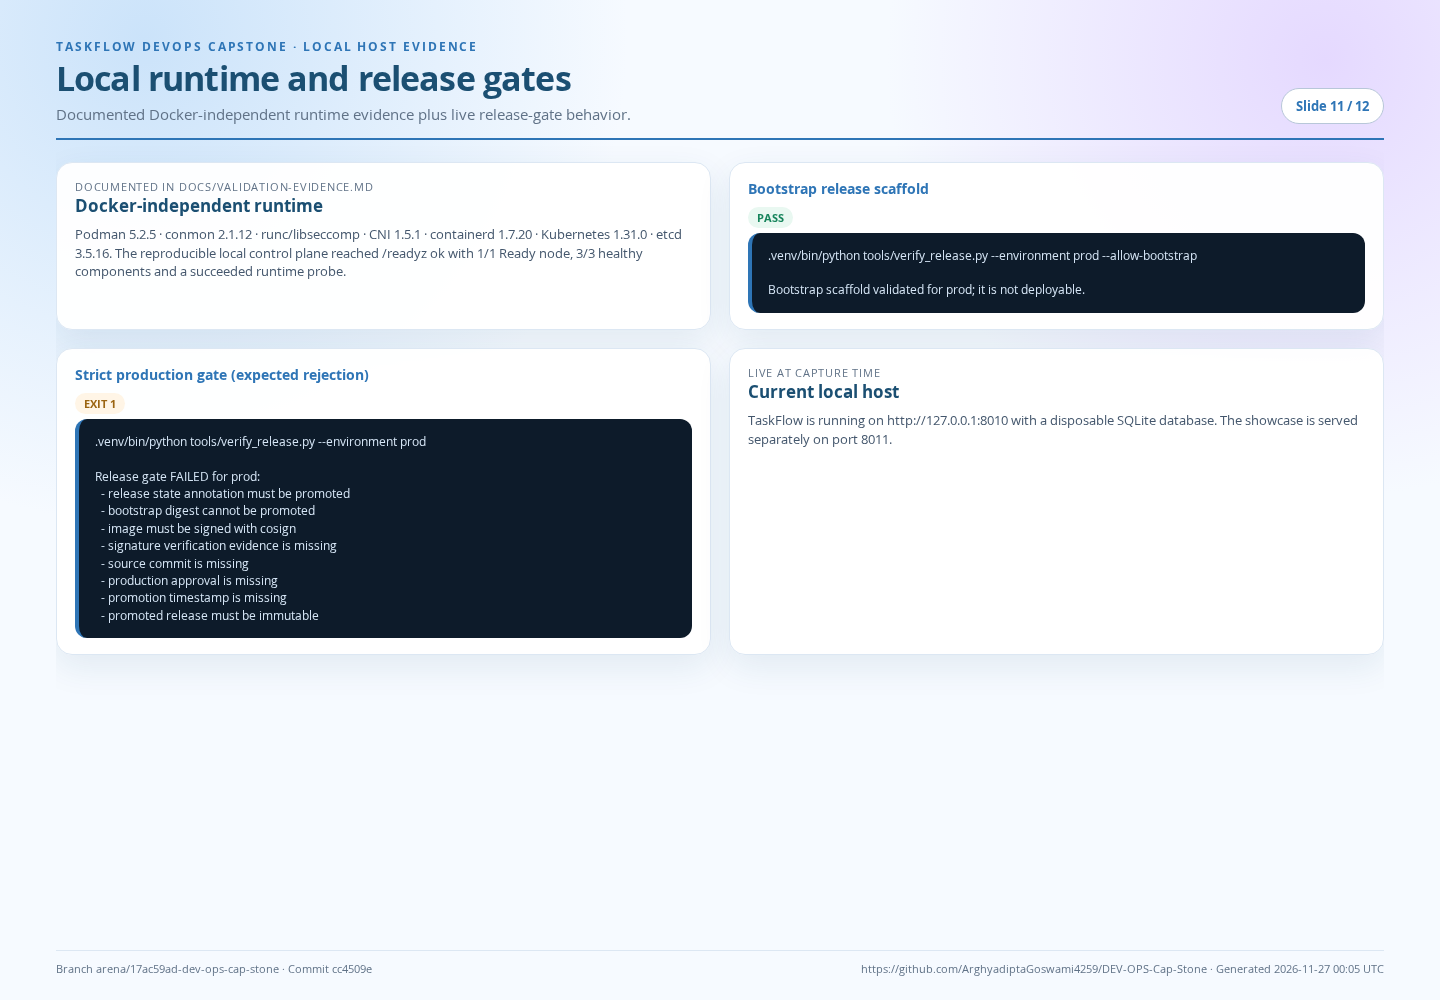 TASKFLOW DEVOPS CAPSTONE · LOCAL HOST EVIDENCE
Local runtime and release gates
Documented Docker-independent runtime evidence plus live release-gate behavior.
Slide 11 / 12
DOCUMENTED IN DOCS/VALIDATION-EVIDENCE.MD
Docker-independent runtime
Podman 5.2.5 · conmon 2.1.12 · runc/libseccomp · CNI 1.5.1 · containerd 1.7.20 · Kubernetes 1.31.0 · etcd
3.5.16. The reproducible local control plane reached /readyz ok with 1/1 Ready node, 3/3 healthy
components and a succeeded runtime probe.
Bootstrap release scaffold
PASS
.venv/bin/python tools/verify_release.py --environment prod --allow-bootstrap
Bootstrap scaffold validated for prod; it is not deployable.
Strict production gate (expected rejection)
EXIT 1
.venv/bin/python tools/verify_release.py --environment prod
Release gate FAILED for prod:
- release state annotation must be promoted
- bootstrap digest cannot be promoted
- image must be signed with cosign
- signature verification evidence is missing
- source commit is missing
- production approval is missing
- promotion timestamp is missing
- promoted release must be immutable
LIVE AT CAPTURE TIME
Current local host
TaskFlow is running on http://127.0.0.1:8010 with a disposable SQLite database. The showcase is served
separately on port 8011.
Branch arena/17ac59ad-dev-ops-cap-stone · Commit cc4509e
https://github.com/ArghyadiptaGoswami4259/DEV-OPS-Cap-Stone · Generated 2026-11-27 00:05 UTC